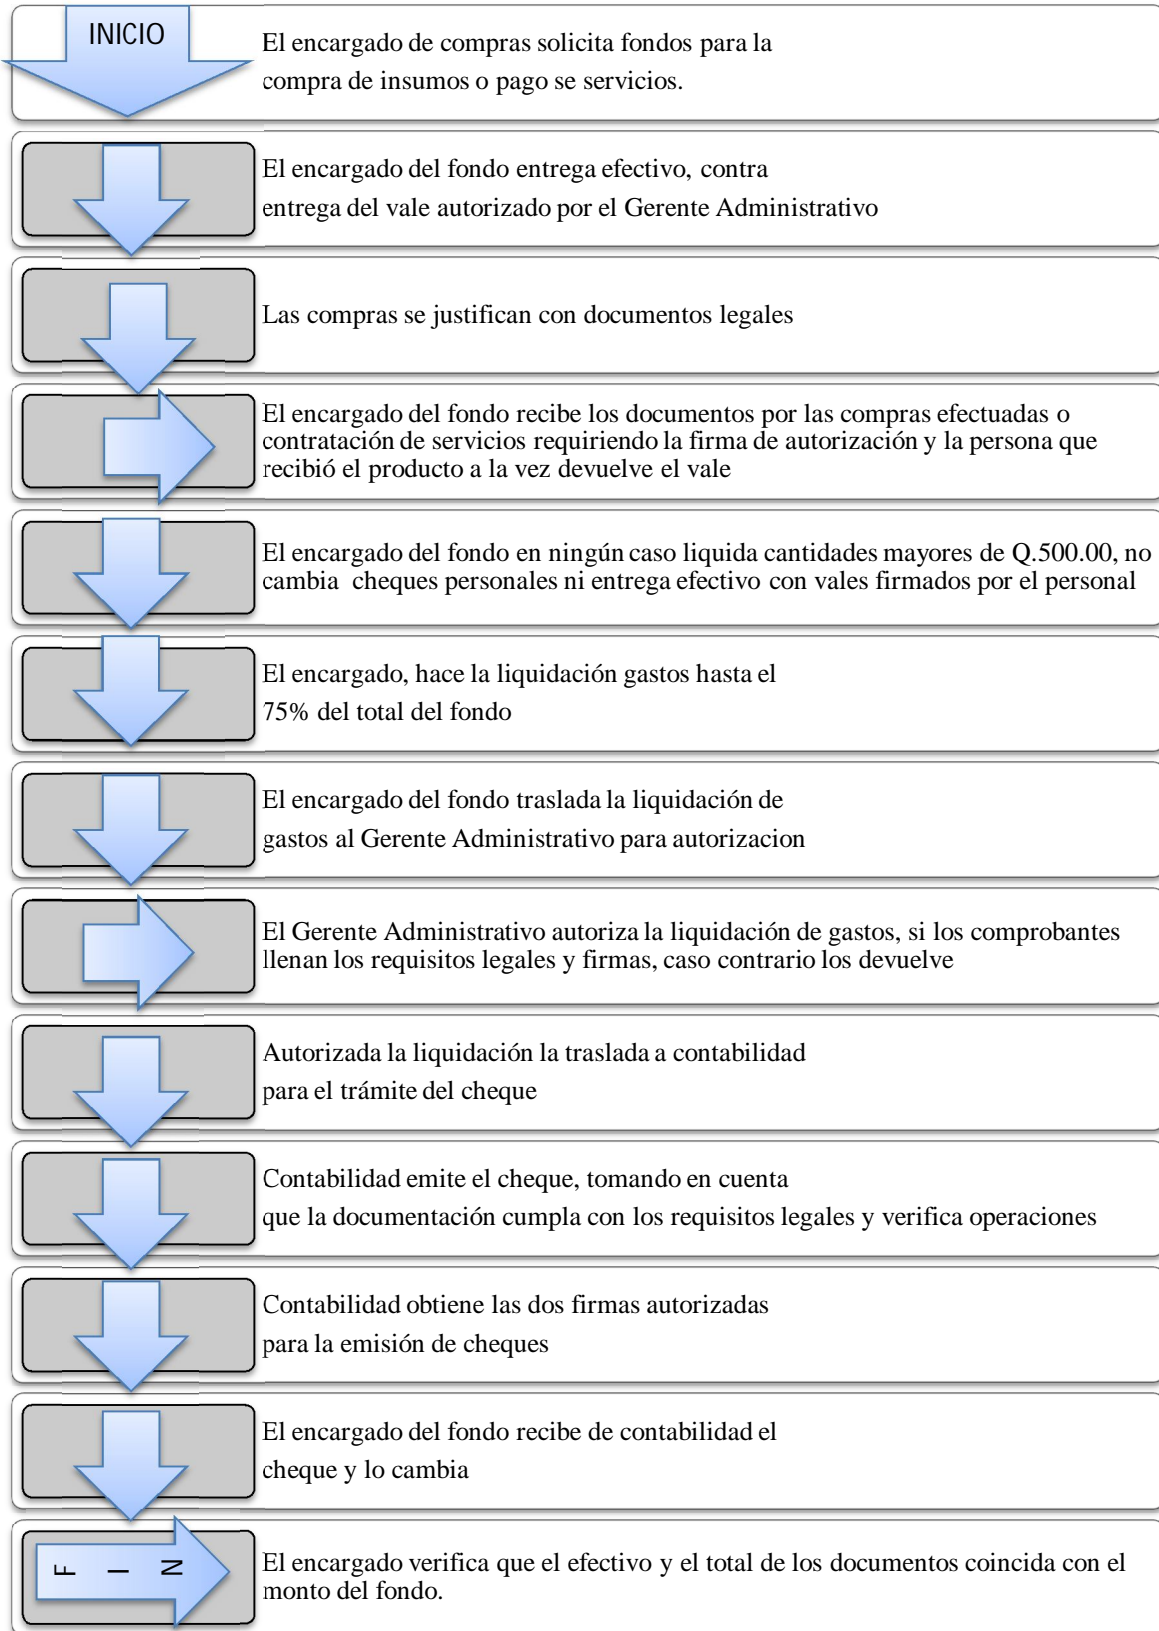 INICIO
El encargado de compras solicita fondos para la
compra de insumos o pago se servicios.
El encargado del fondo entrega efectivo, contra
entrega del vale autorizado por el Gerente Administrativo
Las compras se justifican con documentos legales
El encargado del fondo recibe los documentos por las compras efectuadas o
contratación de servicios requiriendo la firma de autorización y la persona que
recibió el producto a la vez devuelve el vale
El encargado del fondo en ningún caso liquida cantidades mayores de Q.500.00, no
cambia cheques personales ni entrega efectivo con vales firmados por el personal
El encargado, hace la liquidación gastos hasta el
75% del total del fondo
El encargado del fondo traslada la liquidación de
gastos al Gerente Administrativo para autorizacion
El Gerente Administrativo autoriza la liquidación de gastos, si los comprobantes
llenan los requisitos legales y firmas, caso contrario los devuelve
Autorizada la liquidación la traslada a contabilidad
para el trámite del cheque
Contabilidad emite el cheque, tomando en cuenta
que la documentación cumpla con los requisitos legales y verifica operaciones
Contabilidad obtiene las dos firmas autorizadas
para la emisión de cheques
El encargado del fondo recibe de contabilidad el
cheque y lo cambia
F I N
El encargado verifica que el efectivo y el total de los documentos coincida con el
monto del fondo.